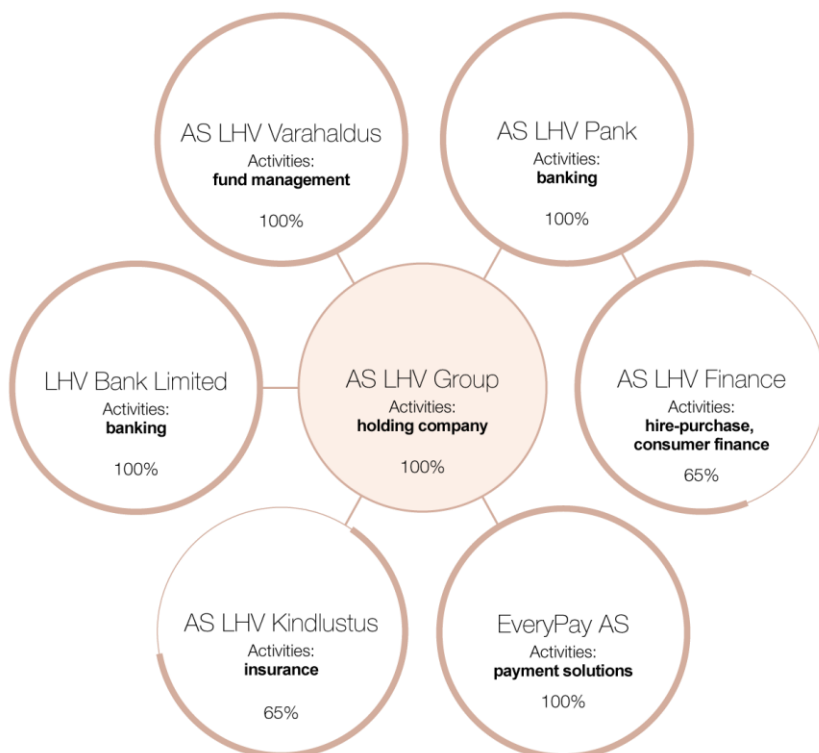 AS LHV Varahaldus
Activities:
fund management
100%
AS LHV Pank
Activities:
banking
100%
LHV Bank Limited
Activities:
banking
100%
AS LHV Group
Activities:
holding company
100%
AS LHV Finance
Activities:
hire-purchase,
consumer finance
65%
AS LHV Kindlustus
Activities:
insurance
65%
EveryPay AS
Activities:
payment solutions
100%